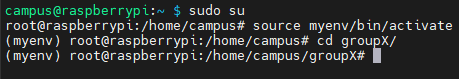 campus@raspberrypi:~ $ sudo su
root@raspberrypi:/home/campus# source myenv/bin/activate
(myenv) root@raspberrypi:/home/campus# cd groupX/
(myenv) root@raspberrypi:/home/campus/groupX#